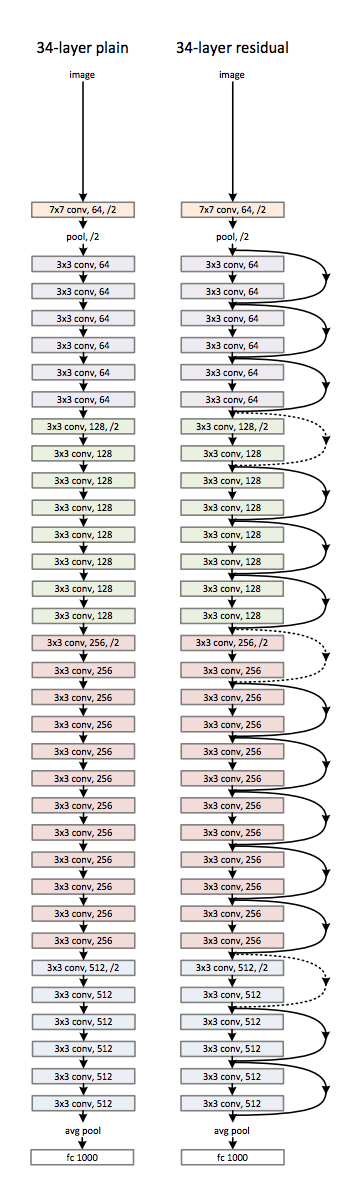 34-layer plain
image
7x7 conv, 64, /2
pool, /2
3x3 conv, 64
3x3 conv, 64
3x3 conv, 64
3x3 conv, 64
3x3 conv, 64
3x3 conv, 64
3x3 conv, 128, /2
3x3 conv, 128
3x3 conv, 128
3x3 conv, 128
3x3 conv, 128
3x3 conv, 128
3x3 conv, 128
3x3 conv, 128
3x3 conv, 256, /2
3x3 conv, 256
3x3 conv, 256
3x3 conv, 256
3x3 conv, 256
3x3 conv, 256
3x3 conv, 256
3x3 conv, 256
3x3 conv, 256
3x3 conv, 256
3x3 conv, 256
3x3 conv, 256
3x3 conv, 512, /2
3x3 conv, 512
3x3 conv, 512
3x3 conv, 512
3x3 conv, 512
3x3 conv, 512
avg pool
fc 1000
34-layer residual
image
7x7 conv, 64, /2
pool, /2
3x3 conv, 64
3x3 conv, 64
3x3 conv, 64
3x3 conv, 64
3x3 conv, 64
3x3 conv, 64
3x3 conv, 128, /2
3x3 conv, 128
3x3 conv, 128
3x3 conv, 128
3x3 conv, 128
3x3 conv, 128
3x3 conv, 128
3x3 conv, 128
3x3 conv, 256, /2
3x3 conv, 256
3x3 conv, 256
3x3 conv, 256
3x3 conv, 256
3x3 conv, 256
3x3 conv, 256
3x3 conv, 256
3x3 conv, 256
3x3 conv, 256
3x3 conv, 256
3x3 conv, 256
3x3 conv, 512, /2
3x3 conv, 512
3x3 conv, 512
3x3 conv, 512
3x3 conv, 512
3x3 conv, 512
avg pool
fc 1000